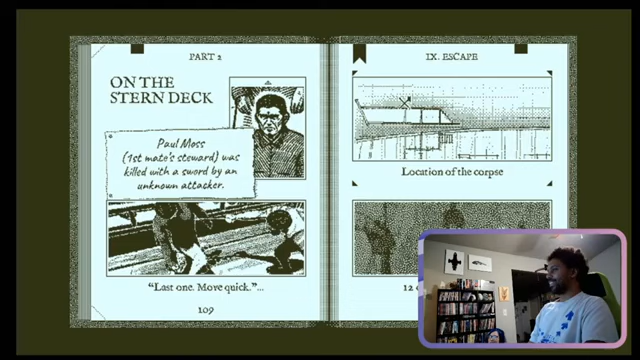 PART 2
ON THE
STERN DECK
Paul Moss
(1st mate's steward) was
killed with a sword by an
unknown attacker.
"Last one. Move quick."...
109
IX. ESCAPE
Location of the corpse
12